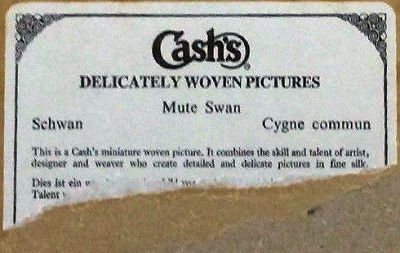 Cash's®
DELICATELY WOVEN PICTURES
Mute Swan
Schwan Cygne commun
This is a Cash's miniature woven picture. It combines the skill and talent of artist,
designer and weaver who create detailed and delicate pictures in fine silk.
Dies ist ein
Talent